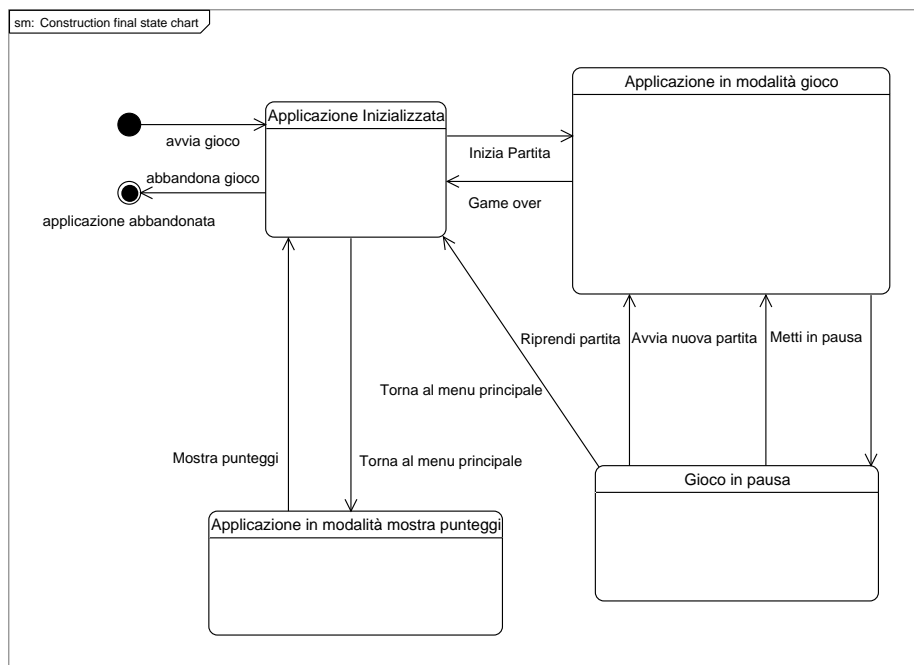 sm: Construction final state chart
Applicazione in modalità gioco
Applicazione Inizializzata
avvia gioco
Inizia Partita
abbandona gioco
Game over
applicazione abbandonata
Riprendi partita
Avvia nuova partita
Metti in pausa
Torna al menu principale
Mostra punteggi
Torna al menu principale
Gioco in pausa
Applicazione in modalità mostra punteggi